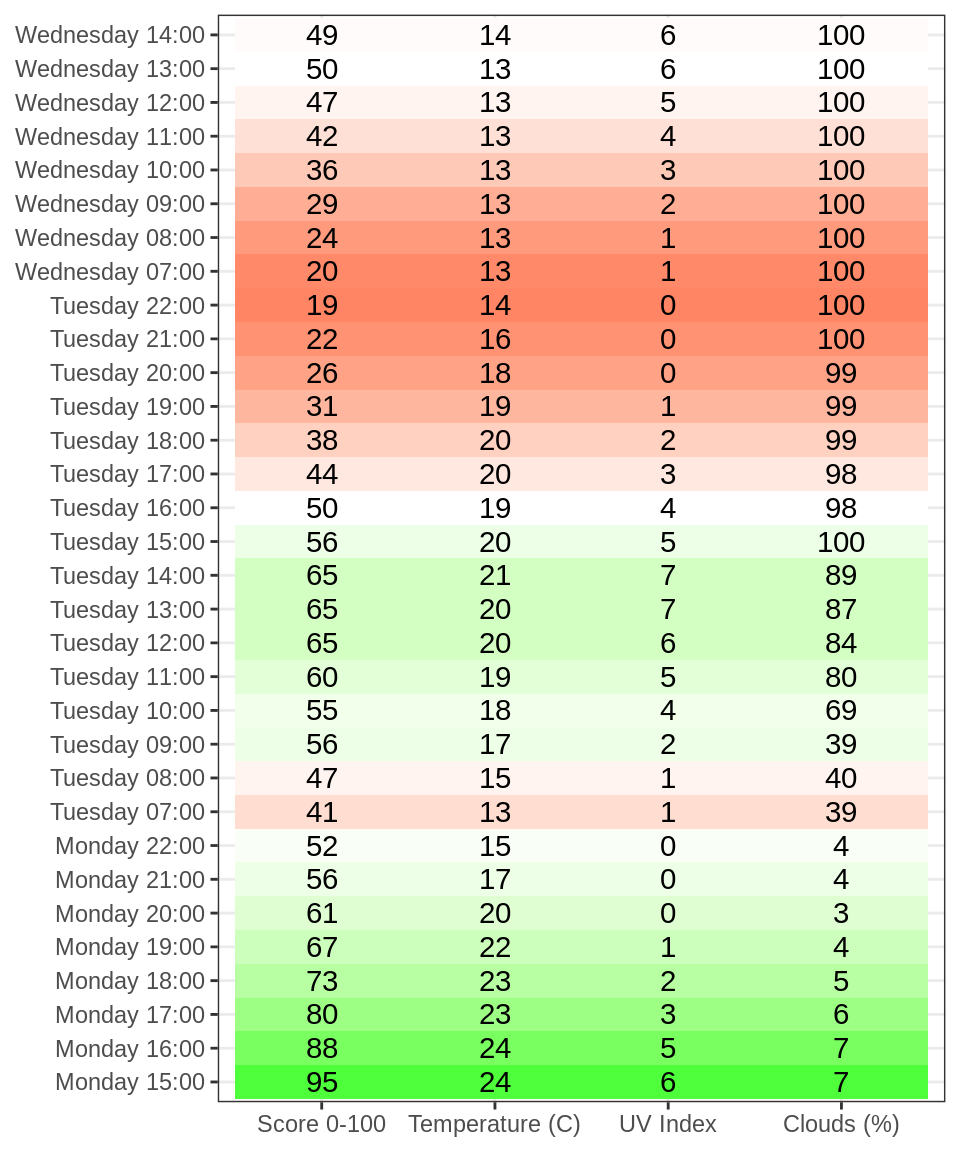 Wednesday 14:00 49 14 6 100
Wednesday 13:00 50 13 6 100
Wednesday 12:00 47 13 5 100
Wednesday 11:00 42 13 4 100
Wednesday 10:00 36 13 3 100
Wednesday 09:00 29 13 2 100
Wednesday 08:00 24 13 1 100
Wednesday 07:00 20 13 1 100
Tuesday 22:00 19 14 0 100
Tuesday 21:00 22 16 0 100
Tuesday 20:00 26 18 0 99
Tuesday 19:00 31 19 1 99
Tuesday 18:00 38 20 2 99
Tuesday 17:00 44 20 3 98
Tuesday 16:00 50 19 4 98
Tuesday 15:00 56 20 5 100
Tuesday 14:00 65 21 7 89
Tuesday 13:00 65 20 7 87
Tuesday 12:00 65 20 6 84
Tuesday 11:00 60 19 5 80
Tuesday 10:00 55 18 4 69
Tuesday 09:00 56 17 2 39
Tuesday 08:00 47 15 1 40
Tuesday 07:00 41 13 1 39
Monday 22:00 52 15 0 4
Monday 21:00 56 17 0 4
Monday 20:00 61 20 0 3
Monday 19:00 67 22 1 4
Monday 18:00 73 23 2 5
Monday 17:00 80 23 3 6
Monday 16:00 88 24 5 7
Monday 15:00 95 24 6 7
Score 0-100 Temperature (C) UV Index Clouds (%)